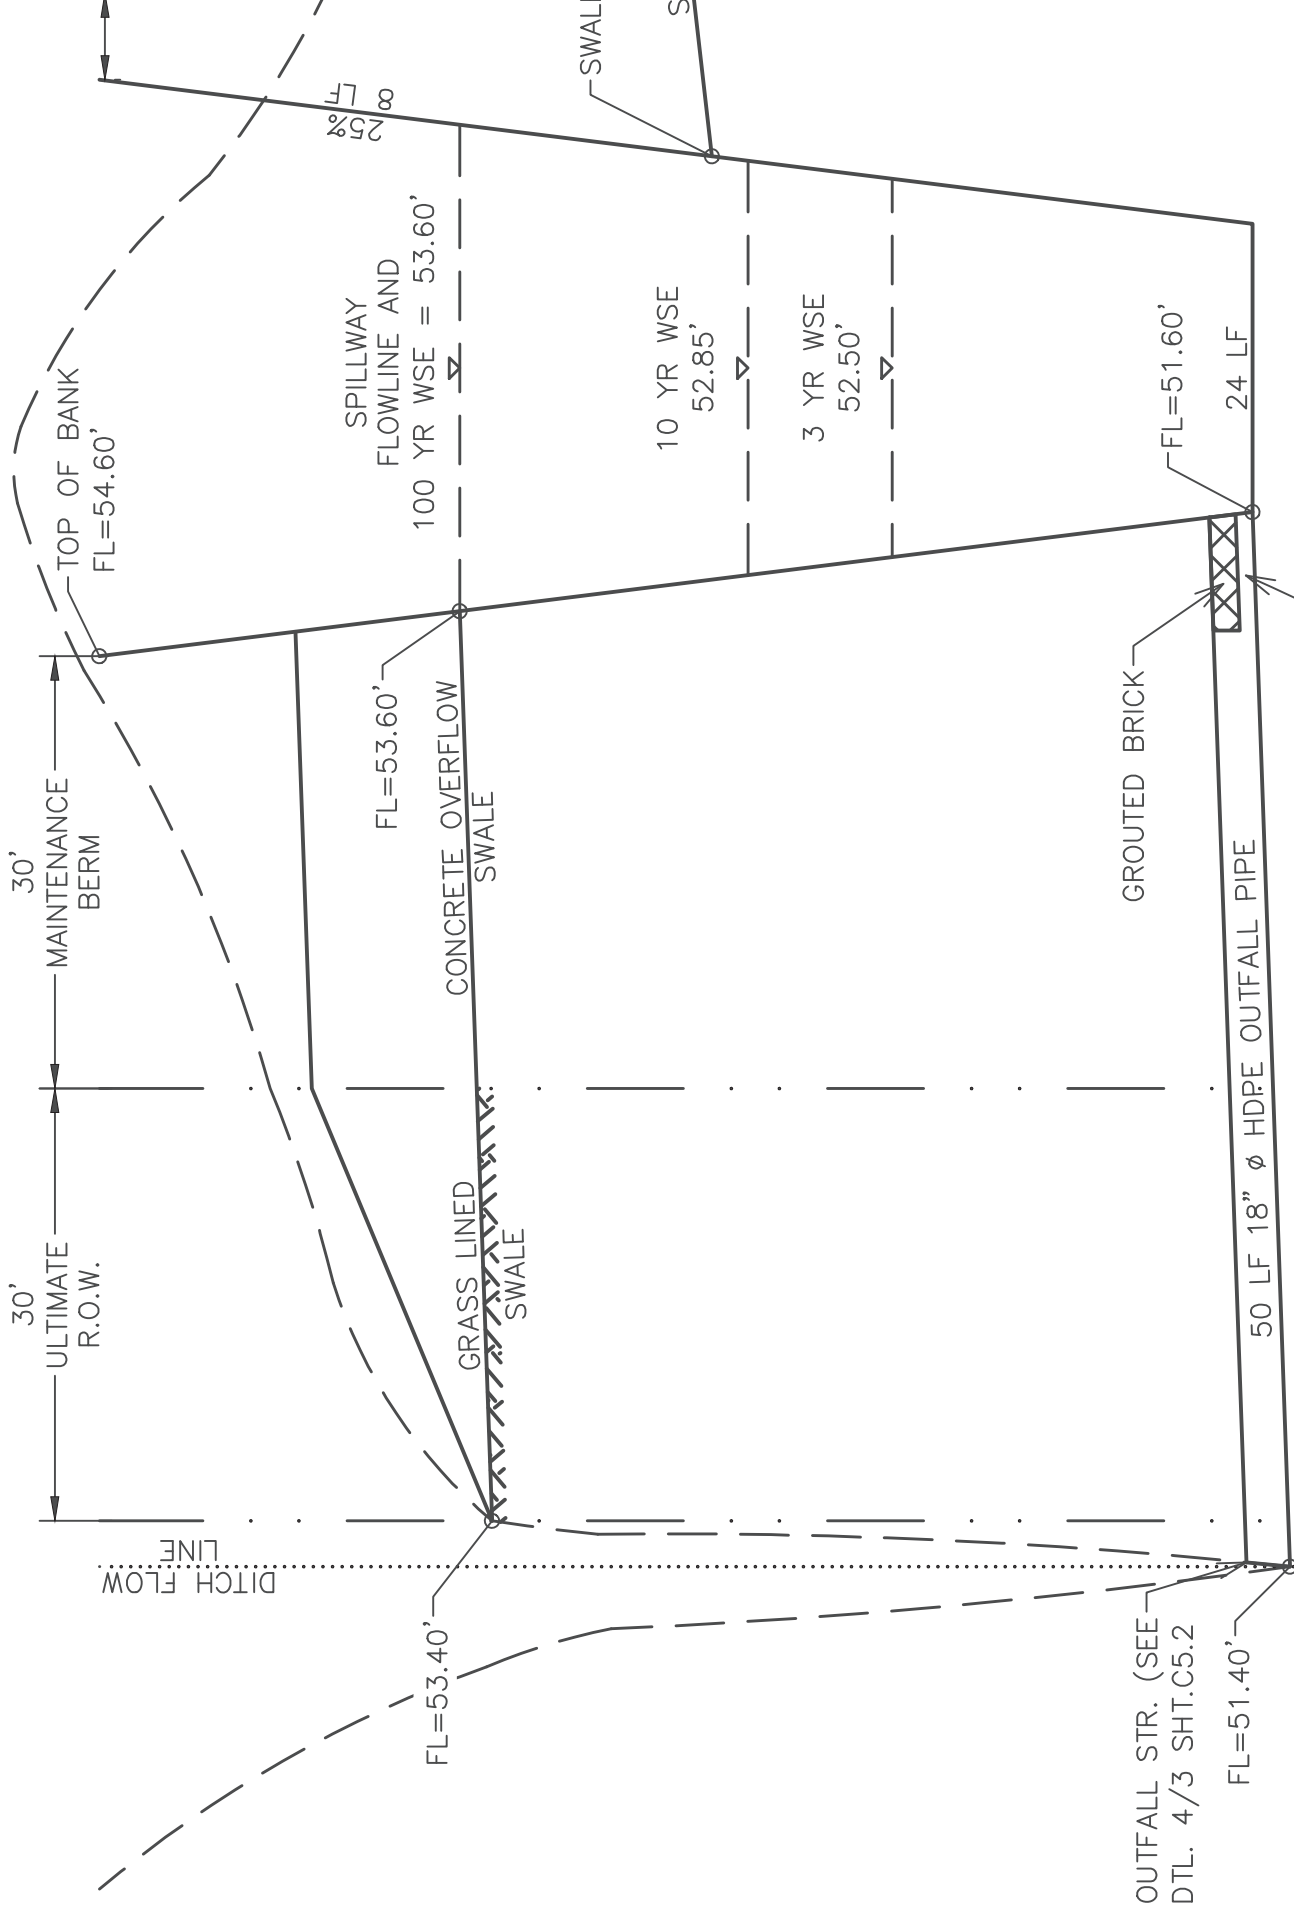 30'
ULTIMATE
R.O.W.
30'
MAINTENANCE
BERM
TOP OF BANK
FL=54.60'
DITCH FLOW
LINE
25%
8 LF
SPILLWAY
FLOWLINE AND
100 YR WSE = 53.60'
FL=53.60'
CONCRETE OVERFLOW
SWALE
GRASS LINED
SWALE
FL=53.40'
10 YR WSE
52.85'
3 YR WSE
52.50'
FL=51.60'
24 LF
GROUTED BRICK
50 LF 18" ø HDPE OUTFALL PIPE
OUTFALL STR. (SEE
DTL. 4/3 SHT.C5.2
FL=51.40'